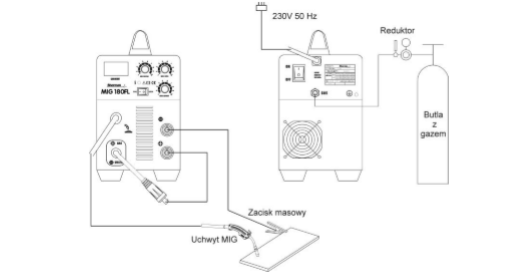 230V 50 Hz
Reduktor
MIG 180FL
Butla
z
gazem
Zacisk masowy
Uchwyt MIG